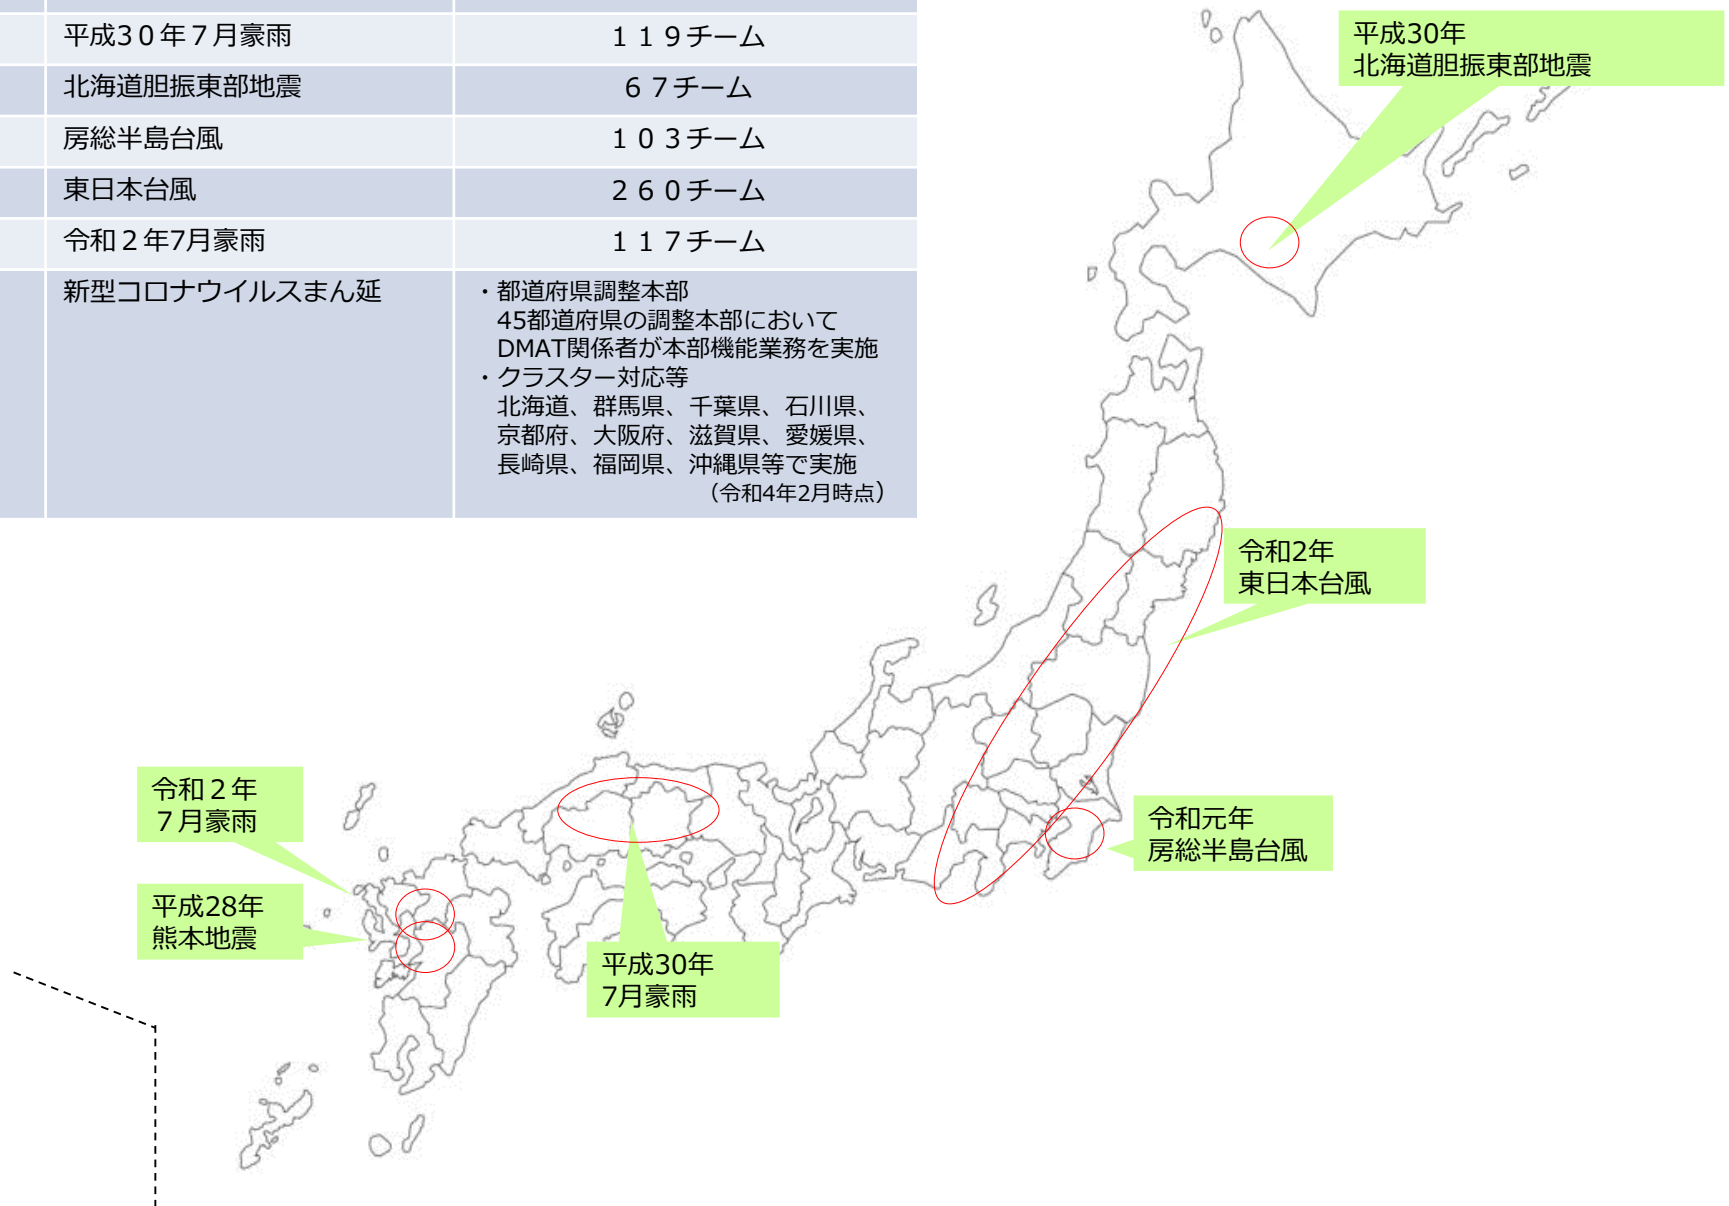 平成30年7月豪雨
119チーム
北海道胆振東部地震
67チーム
房総半島台風
103チーム
東日本台風
260チーム
令和2年7月豪雨
117チーム
新型コロナウイルスまん延
・都道府県調整本部
45都道府県の調整本部において
DMAT関係者が本部機能業務を実施
・クラスター対応等
北海道、群馬県、千葉県、石川県、
京都府、大阪府、滋賀県、愛媛県、
長崎県、福岡県、沖縄県等で実施
（令和4年2月時点）
平成30年
北海道胆振東部地震
令和2年
東日本台風
令和元年
房総半島台風
令和2年
7月豪雨
平成28年
熊本地震
平成30年
7月豪雨